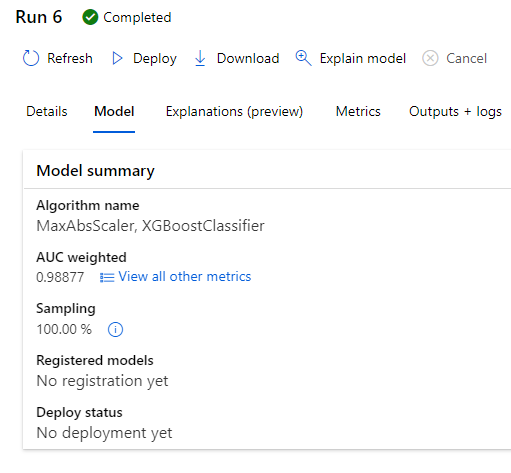 Run 6 Completed
Refresh Deploy Download Explain model Cancel
Details Model Explanations (preview) Metrics Outputs + logs
Model summary
Algorithm name
MaxAbsScaler, XGBoostClassifier
AUC weighted
0.98877 View all other metrics
Sampling
100.00 %
Registered models
No registration yet
Deploy status
No deployment yet